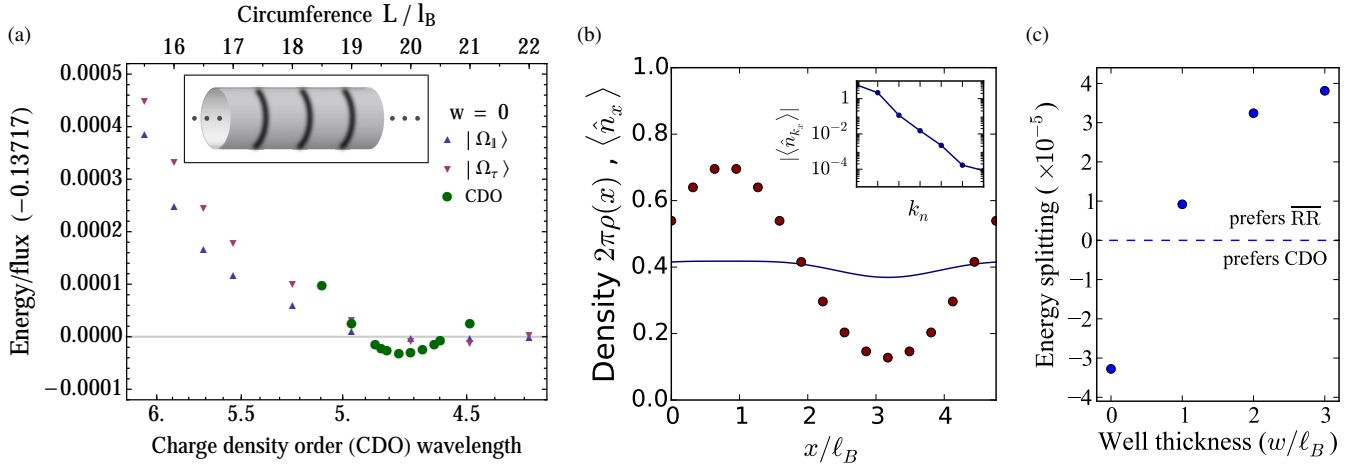 (a)
Circumference L / l_B
16 17 18 19 20 21 22
Energy/flux (−0.13717)
0.0005
0.0004
0.0003
0.0002
0.0001
0.0000
−0.0001
w = 0
|Ω_𝟙⟩
|Ω_τ⟩
CDO
6. 5.5 5. 4.5
Charge density order (CDO) wavelength
(b)
Density 2πρ(x) , ⟨n̂_x⟩
1.0
0.8
0.6
0.4
0.2
0.0
|⟨n̂_{k_x}⟩|
1
10^{−2}
10^{−4}
k_n
0 1 2 3 4
x/ℓ_B
(c)
Energy splitting ( ×10^{−5})
4
3
2
1
0
−1
−2
−3
−4
prefers \overline{RR}
prefers CDO
0 1 2 3
Well thickness (w/ℓ_B)